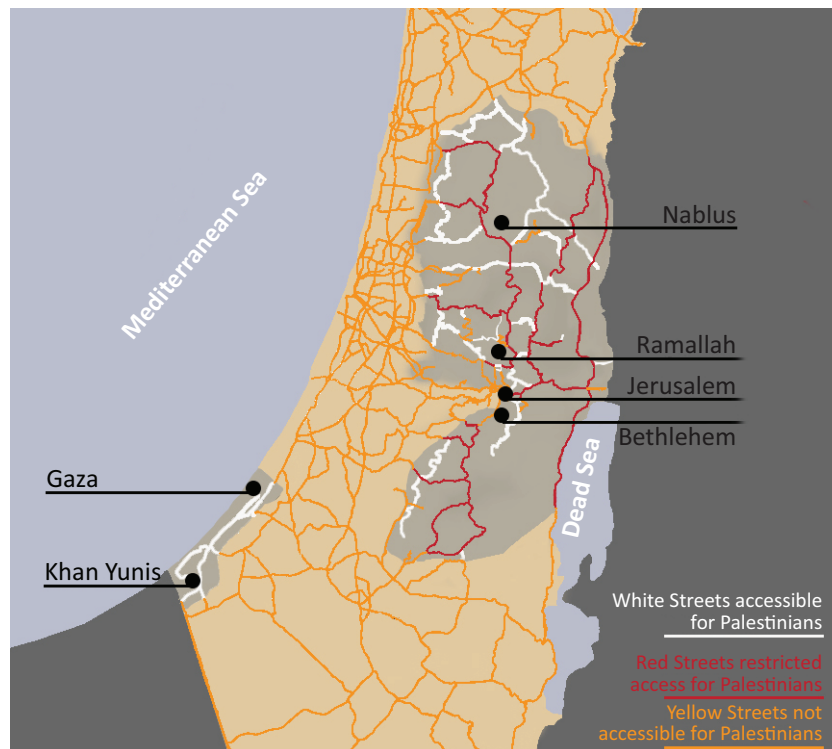 Mediterranean Sea
Nablus
Ramallah
Jerusalem
Bethlehem
Dead Sea
Gaza
Khan Yunis
White Streets accessible
for Palestinians
Red Streets restricted
access for Palestinians
Yellow Streets not
accessible for Palestinians